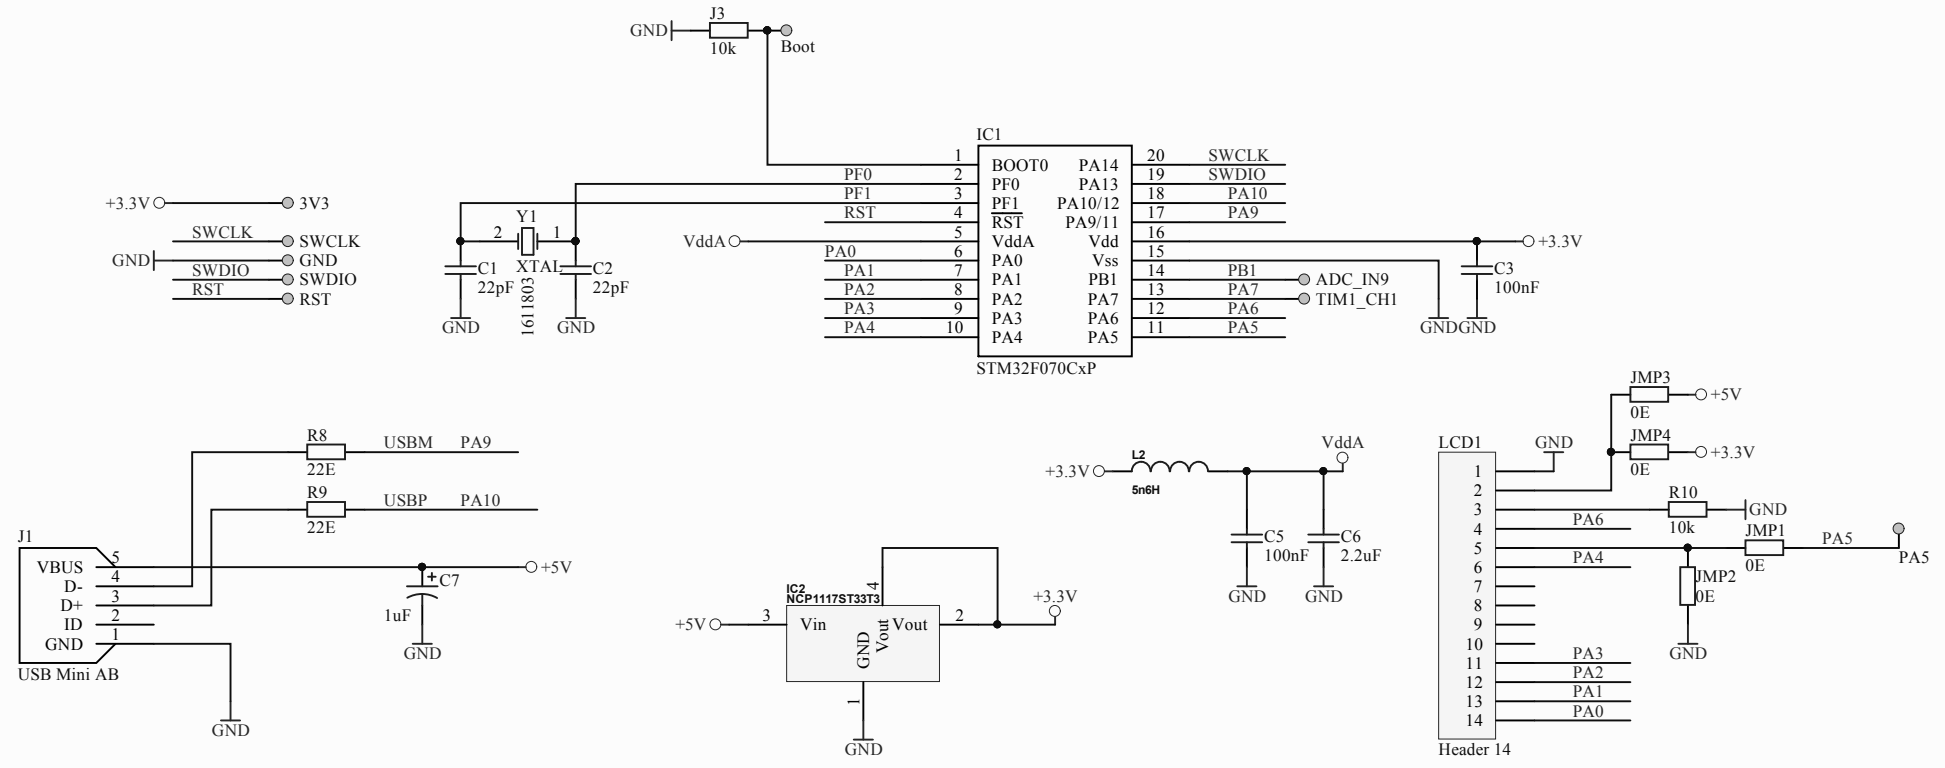 J3
GND
10k
Boot
IC1
1
BOOT0
PA14
20
SWCLK
PF0
2
PF0
PA13
19
SWDIO
PF1
3
PF1
PA10/12
18
PA10
RST
4
RST
PA9/11
17
PA9
VddA
5
VddA
Vdd
16
+3.3V
PA0
6
PA0
Vss
15
PA1
7
PA1
PB1
14
PB1
ADC_IN9
PA2
8
PA2
PA7
13
PA7
TIM1_CH1
PA3
9
PA3
PA6
12
PA6
PA4
10
PA4
PA5
11
PA5
STM32F070CxP
C3
100nF
GND
GND
+3.3V
3V3
SWCLK
SWCLK
GND
GND
SWDIO
SWDIO
RST
RST
Y1
2
1
XTAL
1611803
C1
22pF
GND
C2
22pF
GND
R8
22E
USBM
PA9
R9
22E
USBP
PA10
J1
VBUS
5
D-
4
D+
3
ID
2
GND
1
USB Mini AB
GND
+5V
+
C7
1uF
GND
IC2
NCP1117ST33T3
+5V
3
Vin
GND
Vout
Vout
4
2
1
+3.3V
GND
+3.3V
L2
5n6H
VddA
C5
100nF
GND
C6
2.2uF
GND
LCD1
1
2
3
4
5
6
7
8
9
10
11
12
13
14
Header 14
GND
JMP3
0E
+5V
JMP4
0E
+3.3V
R10
10k
GND
PA6
JMP1
0E
PA5
PA5
PA4
JMP2
0E
GND
PA3
PA2
PA1
PA0